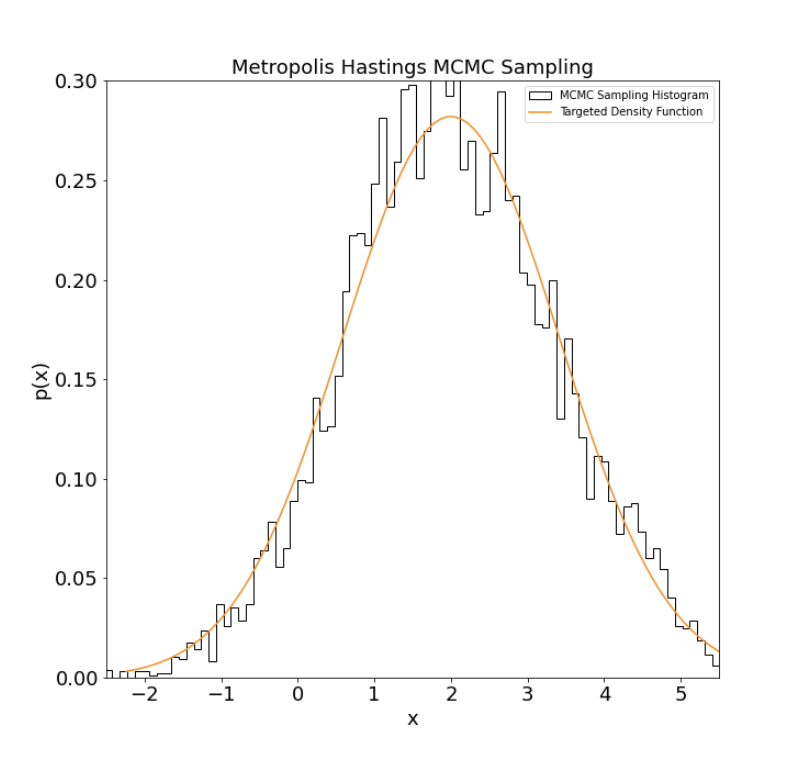 Metropolis Hastings MCMC Sampling
MCMC Sampling Histogram
Targeted Density Function
0.30
0.25
0.20
0.15
0.10
0.05
0.00
p(x)
−2 −1 0 1 2 3 4 5
x